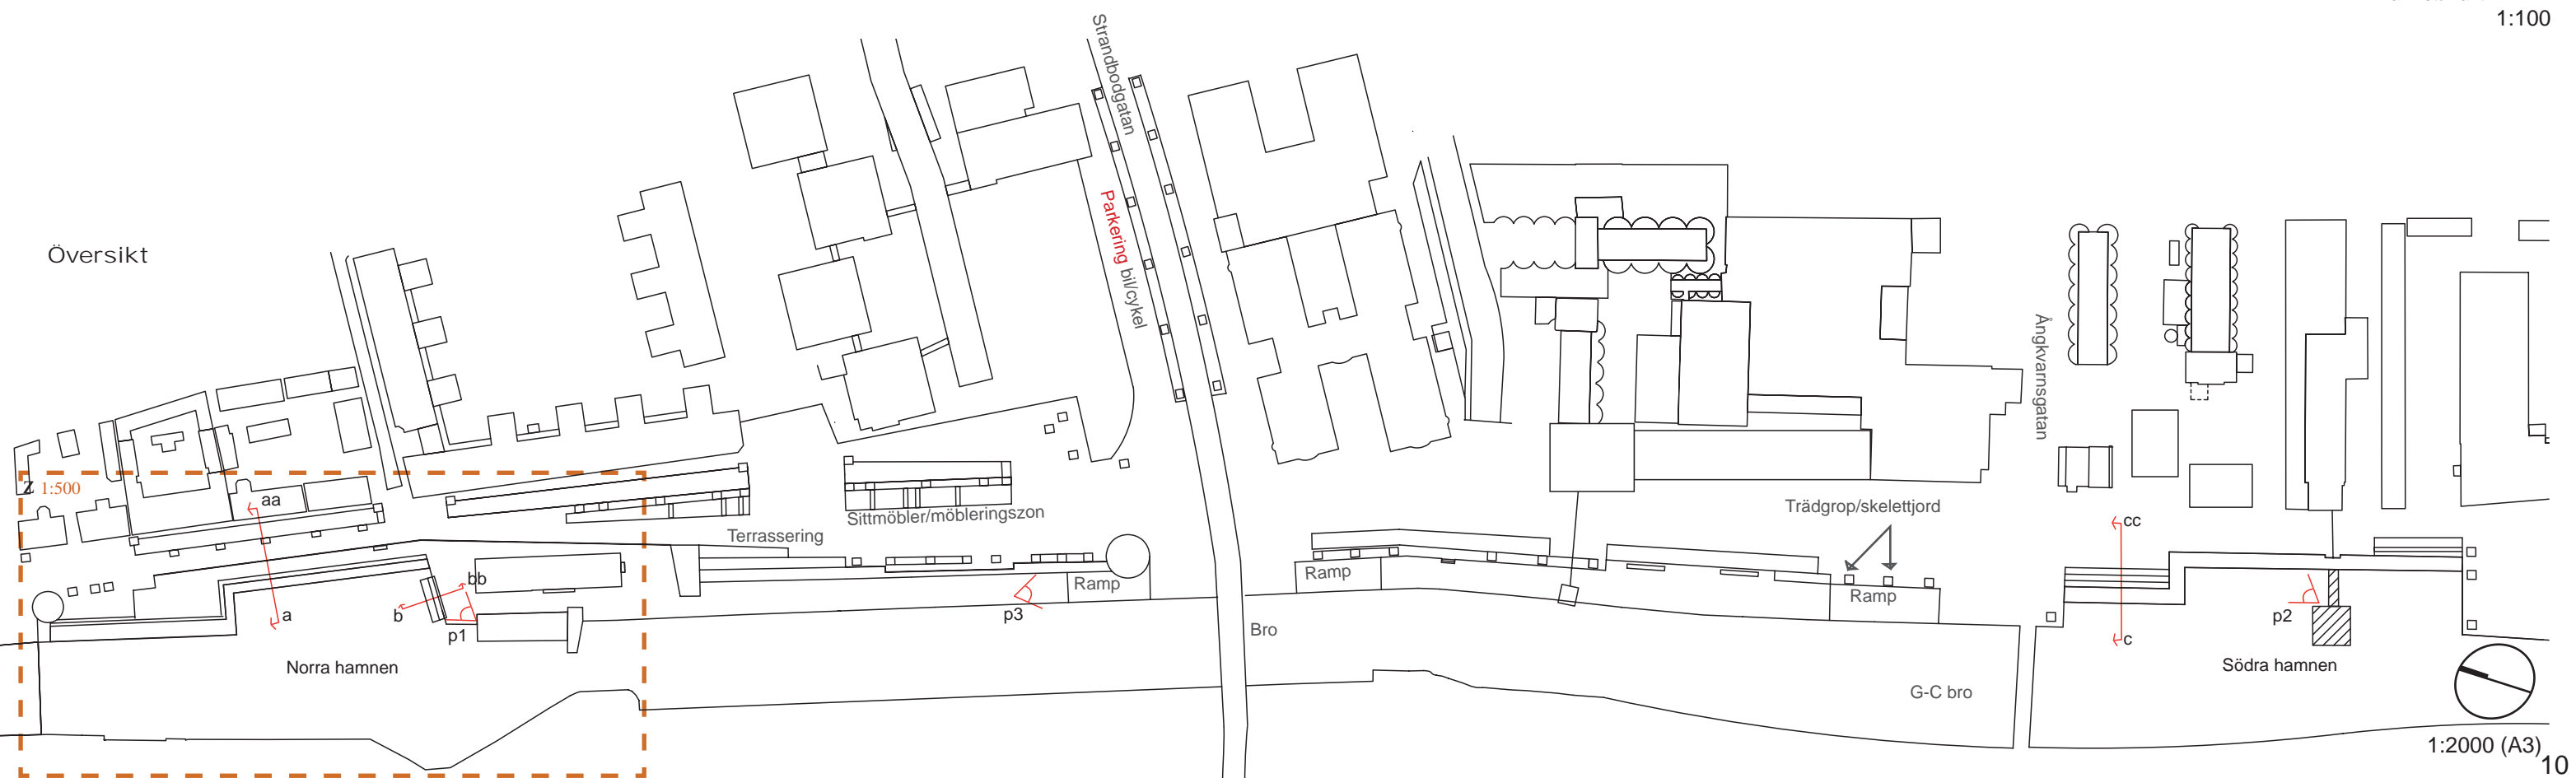 1:100
Strandbodgatan
Parkering bil/cykel
Översikt
Ångkvarnsgatan
Z 1:500
aa
Sittmöbler/möbleringszon
Trädgrop/skelettjord
cc
Terrassering
Ramp
bb
Ramp
Ramp
b
a
p3
p2
p1
Bro
c
Norra hamnen
Södra hamnen
G-C bro
1:2000 (A3)
10